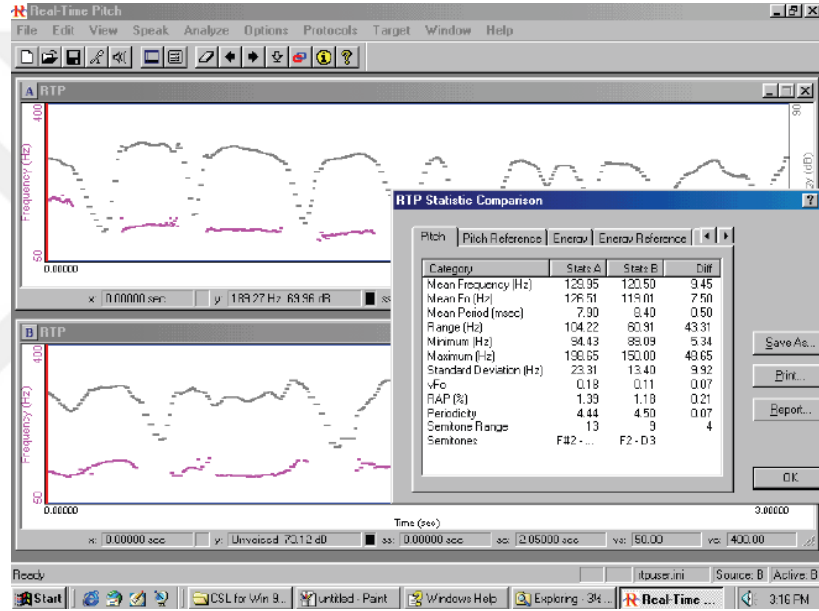 Real-Time Pitch
File Edit View Speak Analyze Options Protocols Target Window Help
A RTP
400
90
Frequency (Hz)
gy (dB)
50
0.00000
x: 0.00000 sec y: 189.27 Hz 69.96 dB ss
RTP Statistic Comparison ?
Pitch Pitch Reference Energy Energy Reference
Category Stats A Stats B Diff
Mean Frequency (Hz) 129.95 120.50 9.45
Mean Fo (Hz) 126.51 119.01 7.50
Mean Period (msec) 7.90 8.40 0.50
Range (Hz) 104.22 60.91 43.31
Minimum (Hz) 94.43 89.09 5.34
Maximum (Hz) 198.65 150.00 48.65
Standard Deviation (Hz) 23.31 13.40 9.92
vFo 0.18 0.11 0.07
RAP (%) 1.39 1.18 0.21
Periodicity 4.44 4.50 0.07
Semitone Range 13 9 4
Semitones F#2 - ... F2 - D3
Save As...
Print...
Report...
OK
B RTP
400
Frequency (Hz)
50
0.00000
3.00000
Time (sec)
x: 0.00000 sec y: Unvoiced 70.12 dB ss: 0.00000 sec se: 2.05000 sec vs: 50.00 ve: 400.00
Ready itpuser.ini Source: B Active: B
Start CSL for Win 9... untitled - Paint Windows Help Exploring - 3½ ... Real-Time ... 3:16 PM